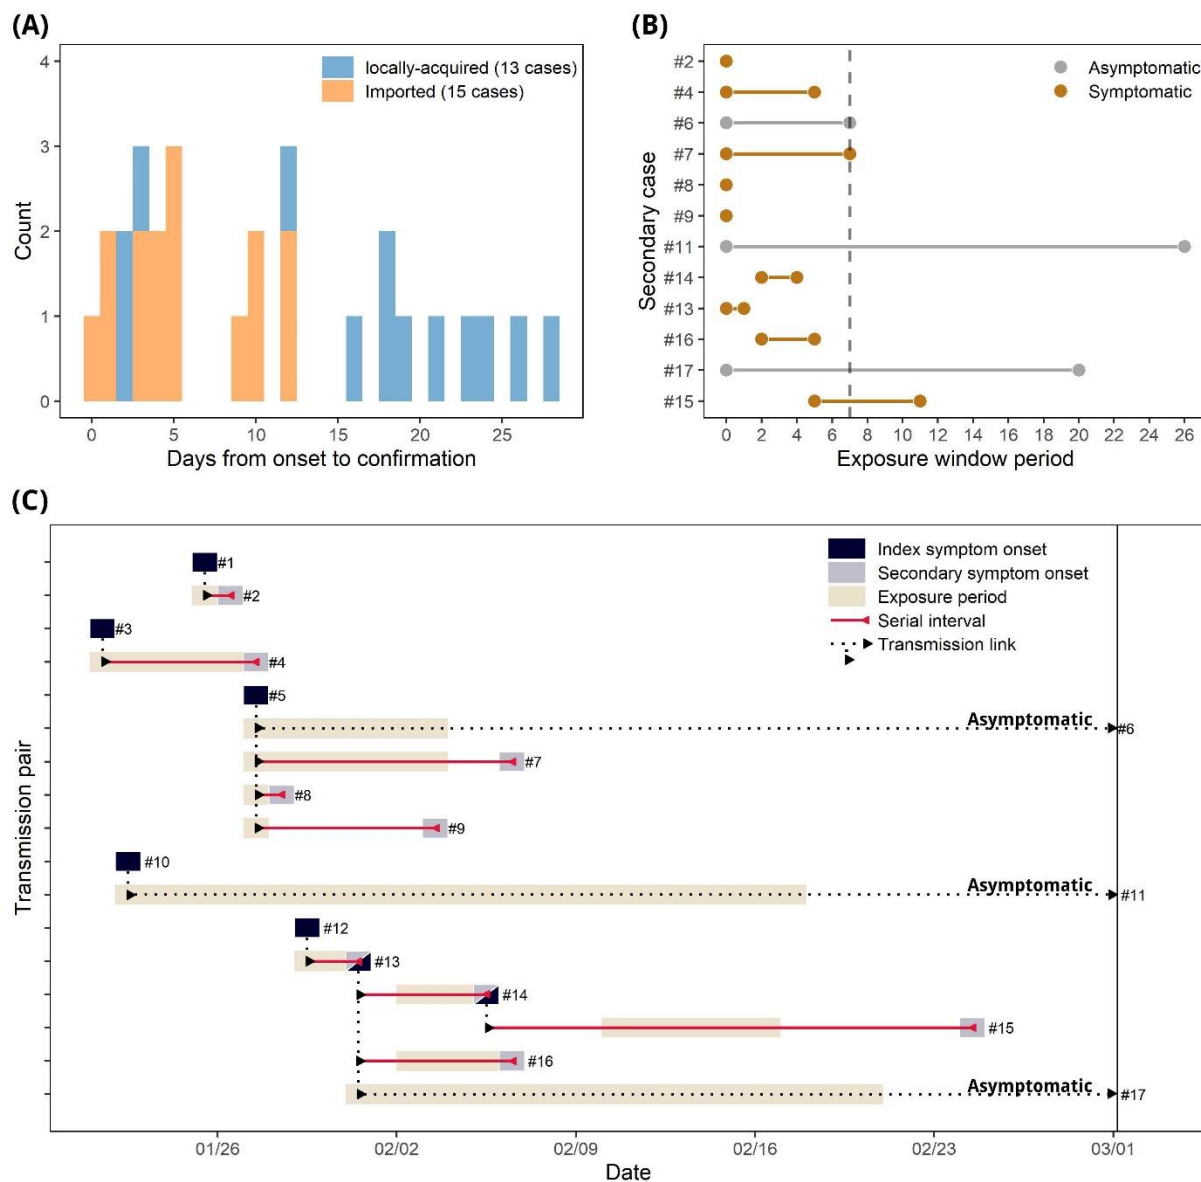 (A)
4
3
2
1
0
Count
locally-acquired (13 cases)
Imported (15 cases)
0 5 10 15 20 25
Days from onset to confirmation
(B)
Secondary case
#2
#4
#6
#7
#8
#9
#11
#14
#13
#16
#17
#15
Asymptomatic
Symptomatic
0 2 4 6 8 10 12 14 16 18 20 22 24 26
Exposure window period
(C)
Transmission pair
Index symptom onset
Secondary symptom onset
Exposure period
Serial interval
Transmission link
#1
#2
#3
#4
#5
Asymptomatic
#6
#7
#8
#9
#10
Asymptomatic
#11
#12
#13
#14
#15
#16
Asymptomatic
#17
01/26 02/02 02/09 02/16 02/23 03/01
Date